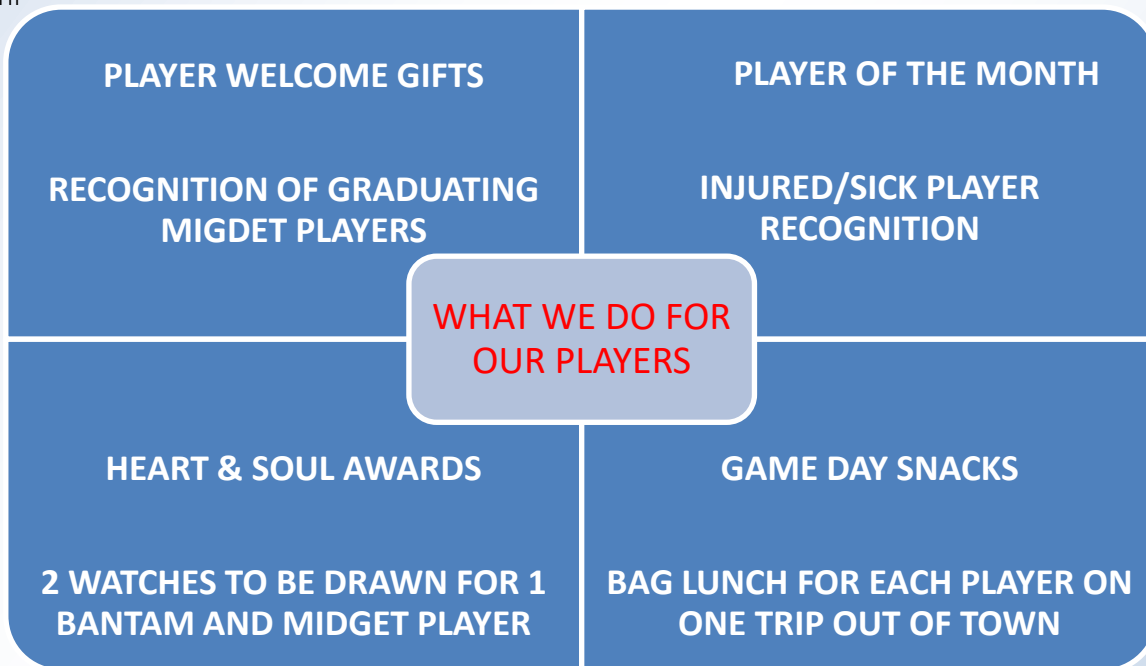 PLAYER WELCOME GIFTS
RECOGNITION OF GRADUATING
MIGDET PLAYERS
PLAYER OF THE MONTH
INJURED/SICK PLAYER
RECOGNITION
WHAT WE DO FOR
OUR PLAYERS
HEART & SOUL AWARDS
2 WATCHES TO BE DRAWN FOR 1
BANTAM AND MIDGET PLAYER
GAME DAY SNACKS
BAG LUNCH FOR EACH PLAYER ON
ONE TRIP OUT OF TOWN